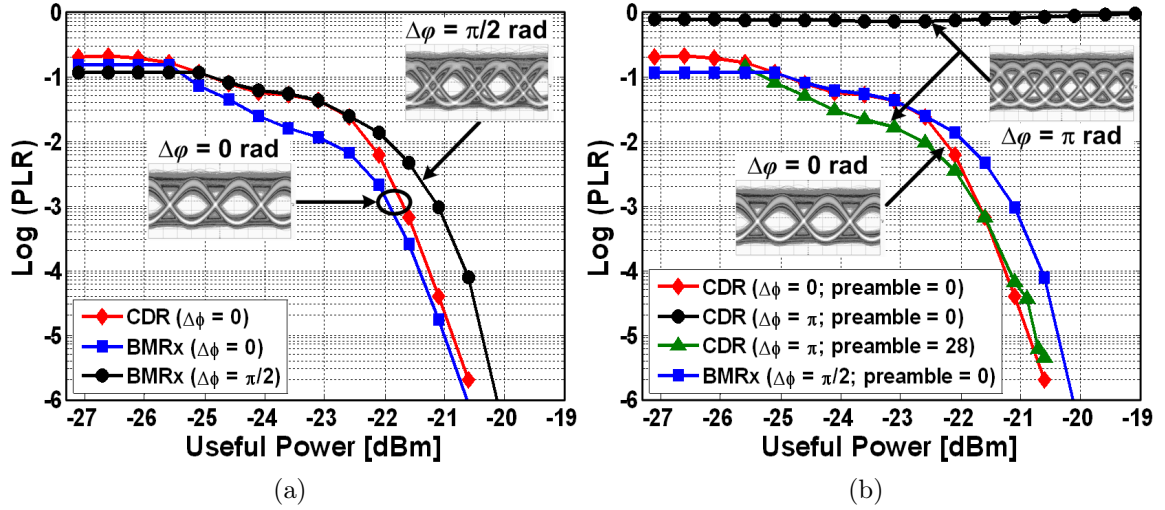 0
-1
-2
-3
-4
-5
-6
Log (PLR)
Δφ = π/2 rad
Δφ = 0 rad
CDR (Δϕ = 0)
BMRx (Δϕ = 0)
BMRx (Δϕ = π/2)
-27 -26 -25 -24 -23 -22 -21 -20 -19
Useful Power [dBm]
(a)
0
-1
-2
-3
-4
-5
-6
Log (PLR)
Δφ = π rad
Δφ = 0 rad
CDR (Δϕ = 0; preamble = 0)
CDR (Δϕ = π; preamble = 0)
CDR (Δϕ = π; preamble = 28)
BMRx (Δϕ = π/2; preamble = 0)
-27 -26 -25 -24 -23 -22 -21 -20 -19
Useful Power [dBm]
(b)